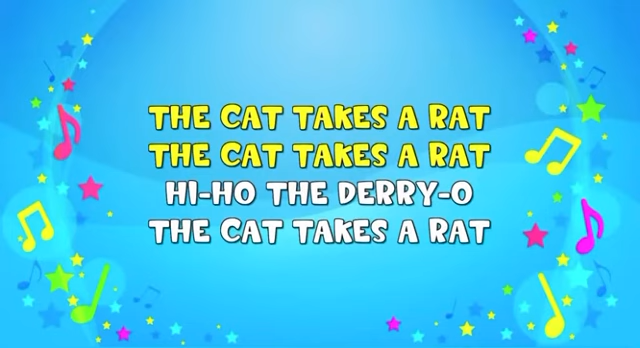 THE CAT TAKES A RAT
THE CAT TAKES A RAT
HI-HO THE DERRY-O
THE CAT TAKES A RAT